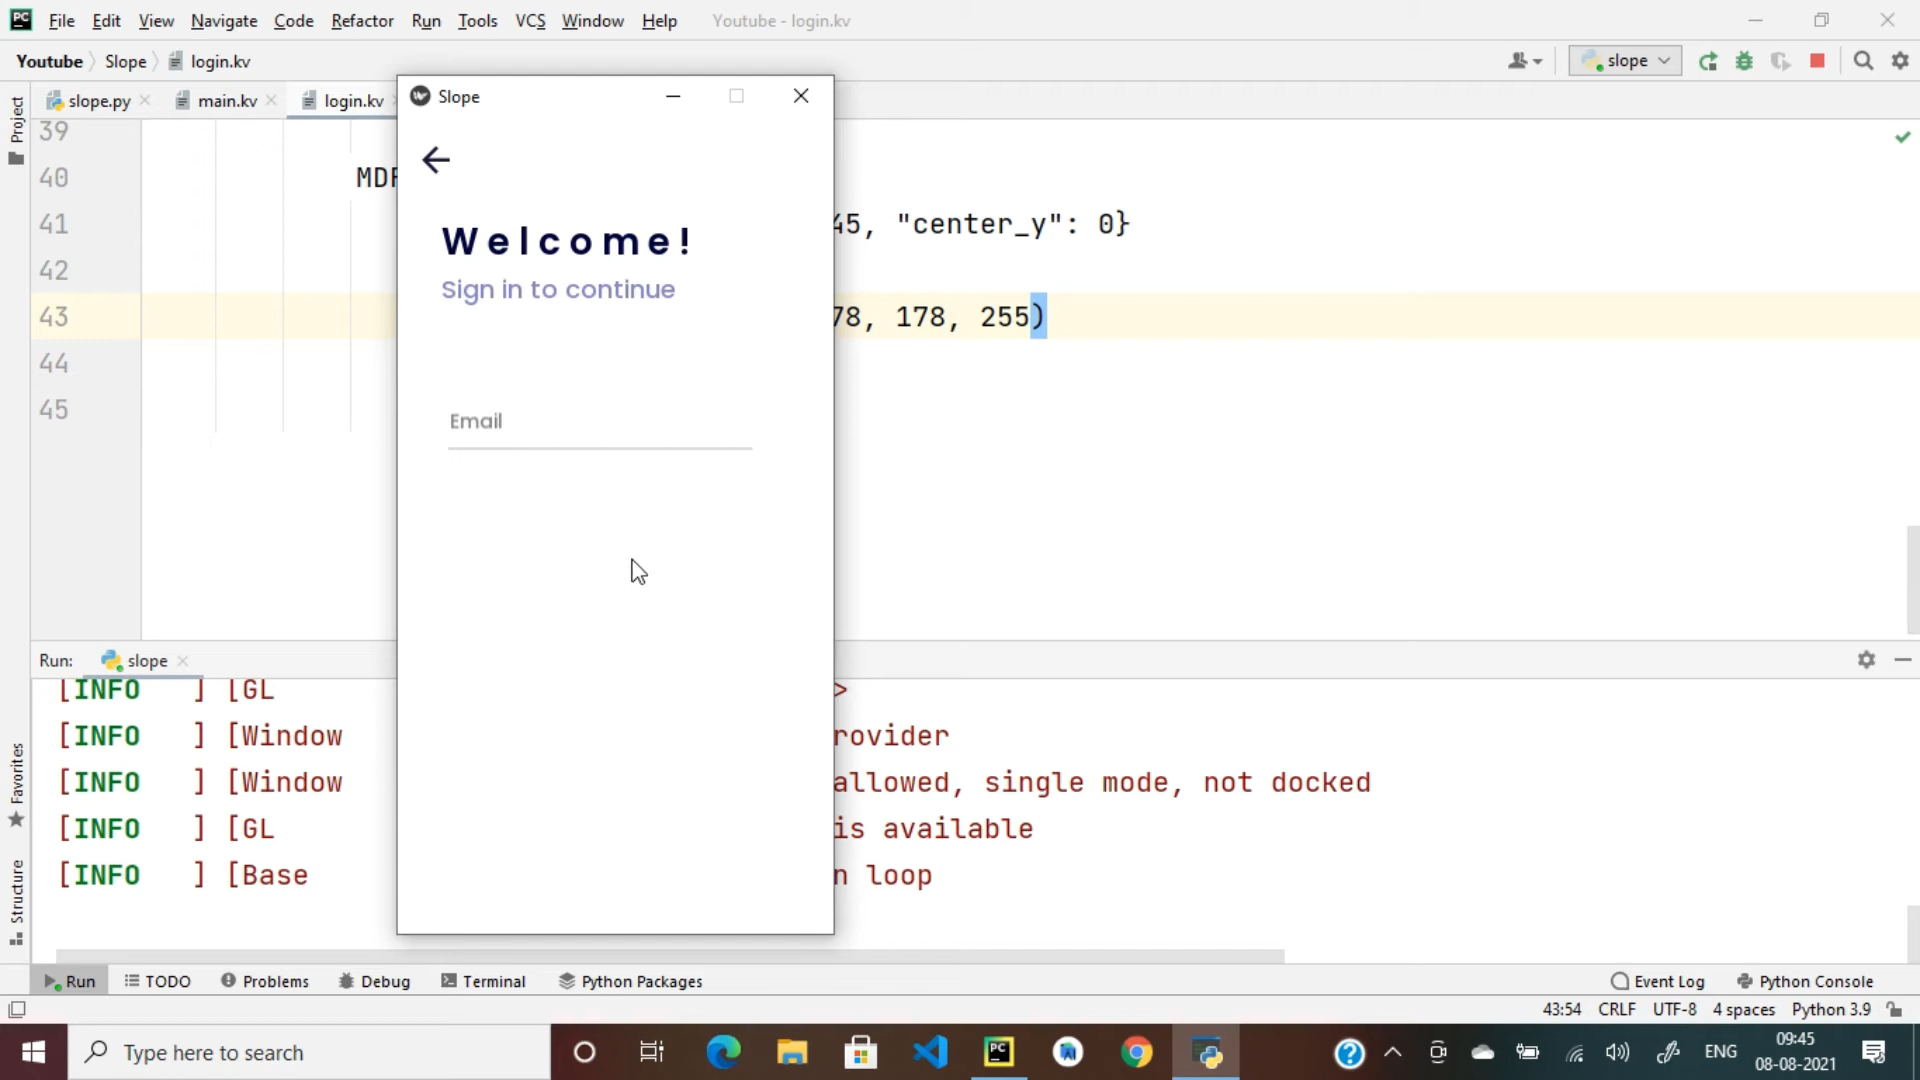 PC File Edit View Navigate Code Refactor Run Tools VCS Window Help Youtube - login.kv
Youtube Slope login.kv
slope
slope.py main.kv login.kv
Slope
Project
39
40 MDF
41 45, "center_y": 0}
42
43 78, 178, 255)
44
45
Welcome!
Sign in to continue
Email
Run: slope
[INFO ] [GL >
[INFO ] [Window rovider
[INFO ] [Window allowed, single mode, not docked
[INFO ] [GL is available
[INFO ] [Base n loop
Favorites
Structure
Run TODO Problems Debug Terminal Python Packages Event Log Python Console
43:54 CRLF UTF-8 4 spaces Python 3.9
Type here to search
PC
ENG
09:45
08-08-2021